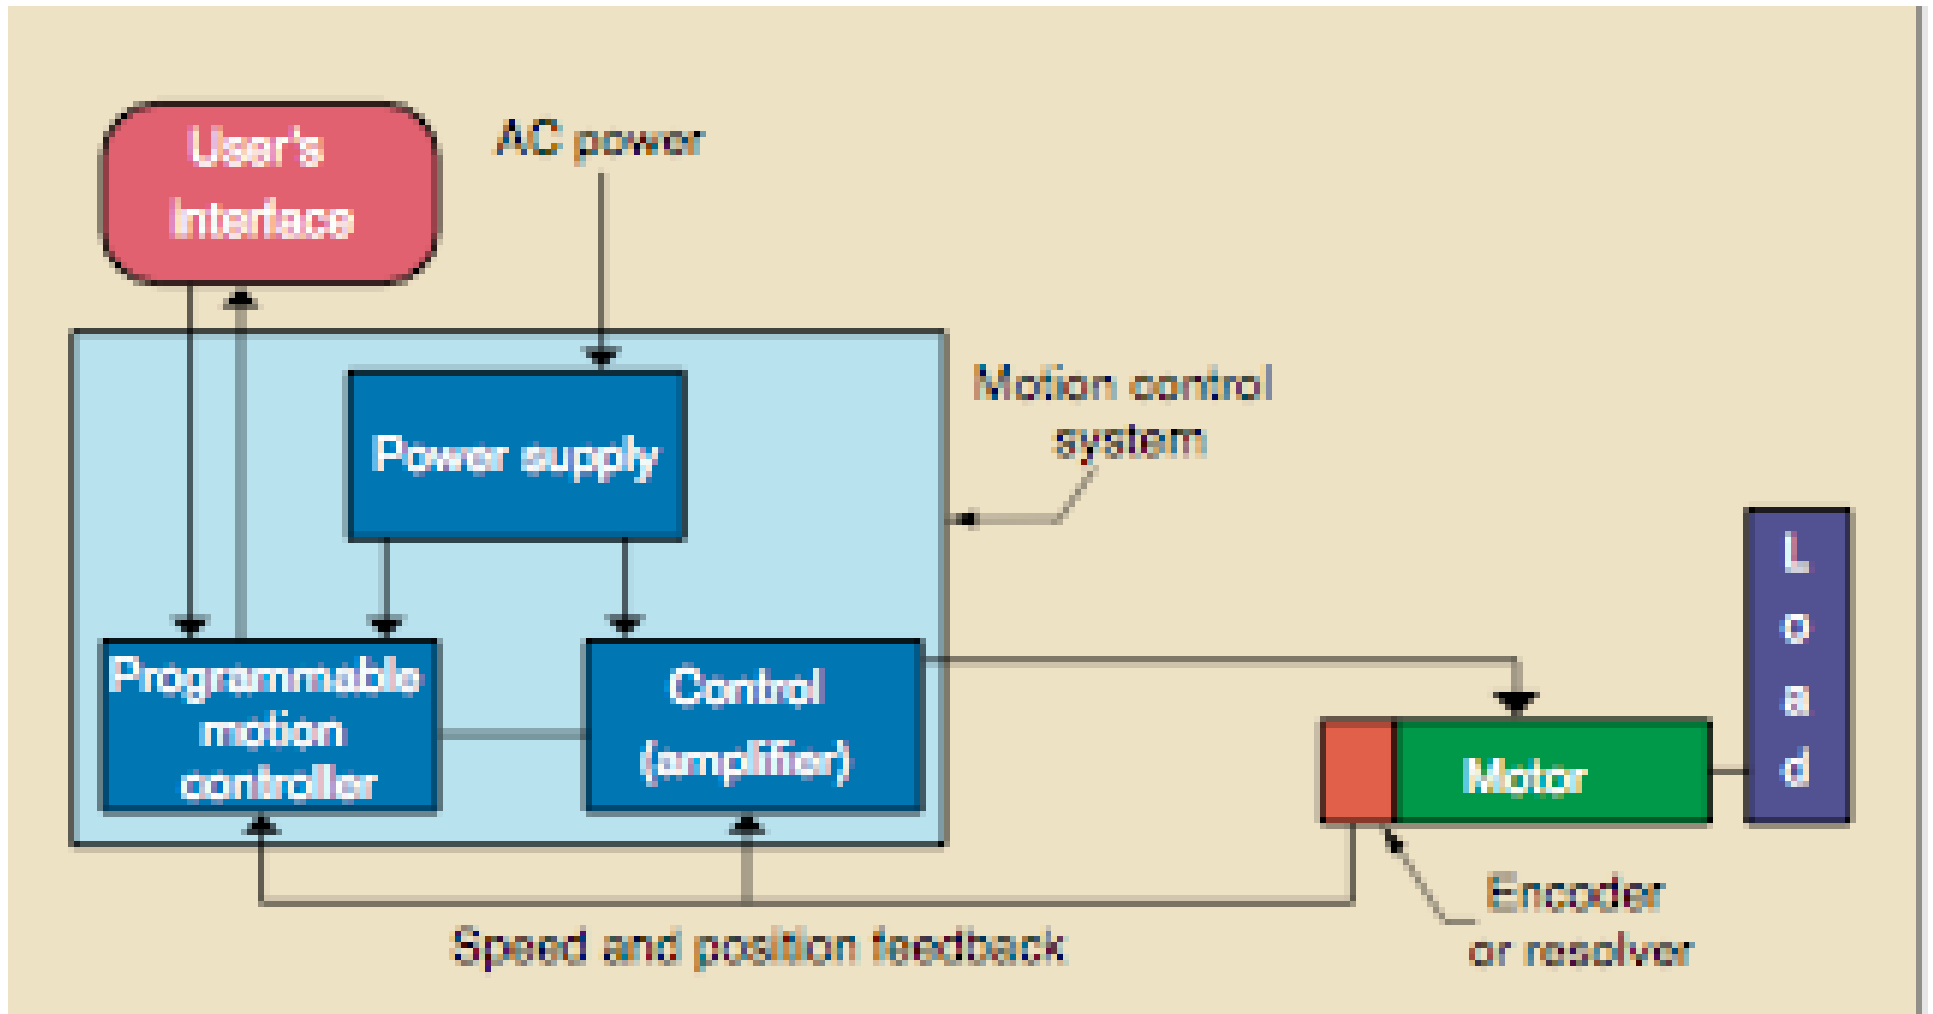 User's
interface
AC power
Power supply
Motion control
system
Programmable
motion
controller
Control
(amplifier)
Motor
L
o
a
d
Encoder
or resolver
Speed and position feedback